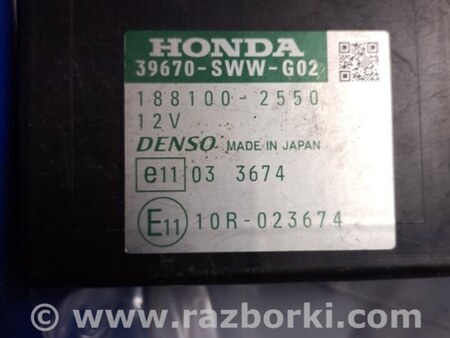 HONDA
39670-SWW-G02
188100-2550
12V
DENSO MADE IN JAPAN
e11 03 3674
E11 10R-023674
© www.razborki.com